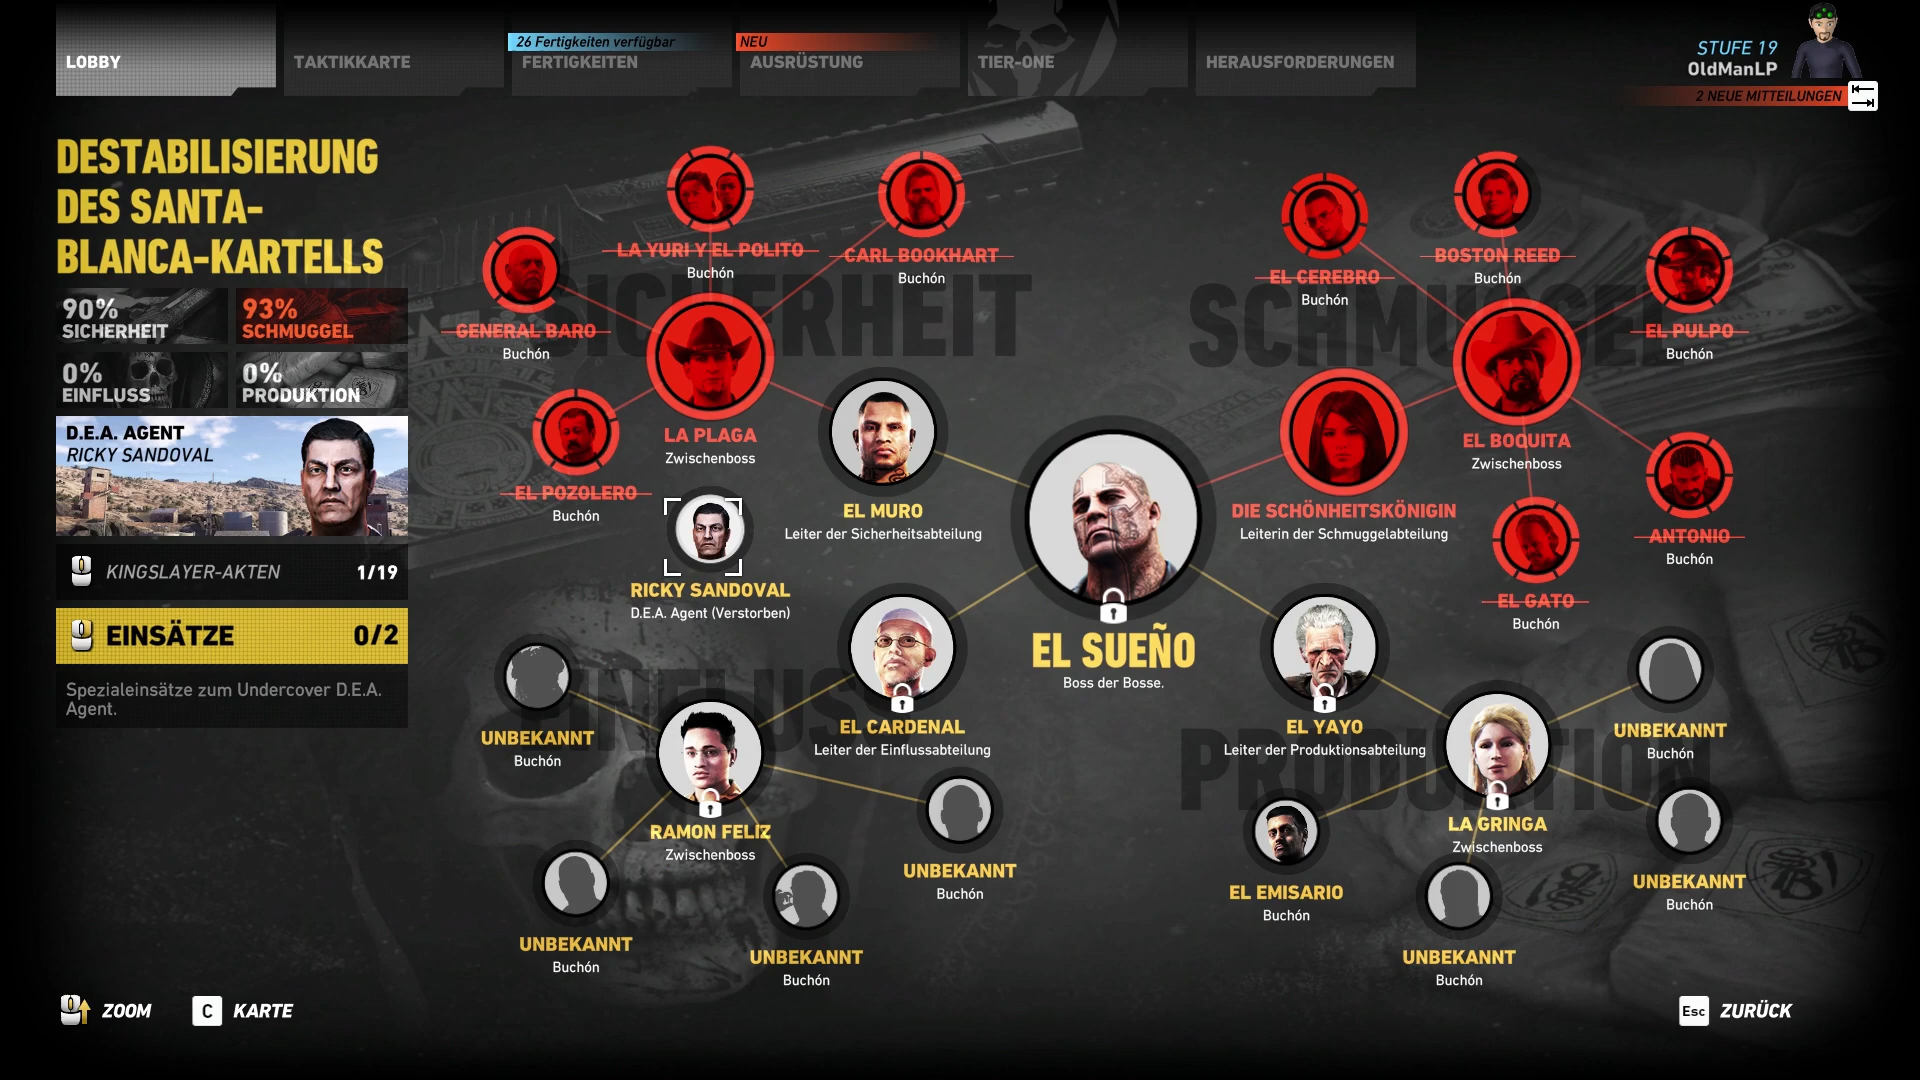 LOBBY
TAKTIKKARTE
26 Fertigkeiten verfügbar
FERTIGKEITEN
NEU
AUSRÜSTUNG
TIER-ONE
HERAUSFORDERUNGEN
STUFE 19
OldManLP
2 NEUE MITTEILUNGEN
DESTABILISIERUNG
DES SANTA-
BLANCA-KARTELLS
90%
SICHERHEIT
93%
SCHMUGGEL
0%
EINFLUSS
0%
PRODUKTION
D.E.A. AGENT
RICKY SANDOVAL
KINGSLAYER-AKTEN 1/19
EINSÄTZE 0/2
Spezialeinsätze zum Undercover D.E.A.
Agent.
SICHERHEIT
LA YURI Y EL POLITO
Buchón
CARL BOOKHART
Buchón
GENERAL BARO
Buchón
EL POZOLERO
Buchón
LA PLAGA
Zwischenboss
EL MURO
Leiter der Sicherheitsabteilung
RICKY SANDOVAL
D.E.A. Agent (Verstorben)
SCHMUGGEL
EL CEREBRO
Buchón
BOSTON REED
Buchón
EL PULPO
Buchón
EL BOQUITA
Zwischenboss
DIE SCHÖNHEITSKÖNIGIN
Leiterin der Schmuggelabteilung
ANTONIO
Buchón
EL GATO
Buchón
EL SUEÑO
Boss der Bosse.
EINFLUSS
EL CARDENAL
Leiter der Einflussabteilung
UNBEKANNT
Buchón
RAMON FELIZ
Zwischenboss
UNBEKANNT
Buchón
UNBEKANNT
Buchón
UNBEKANNT
Buchón
PRODUKTION
EL YAYO
Leiter der Produktionsabteilung
UNBEKANNT
Buchón
LA GRINGA
Zwischenboss
EL EMISARIO
Buchón
UNBEKANNT
Buchón
UNBEKANNT
Buchón
ZOOM
C KARTE
Esc ZURÜCK